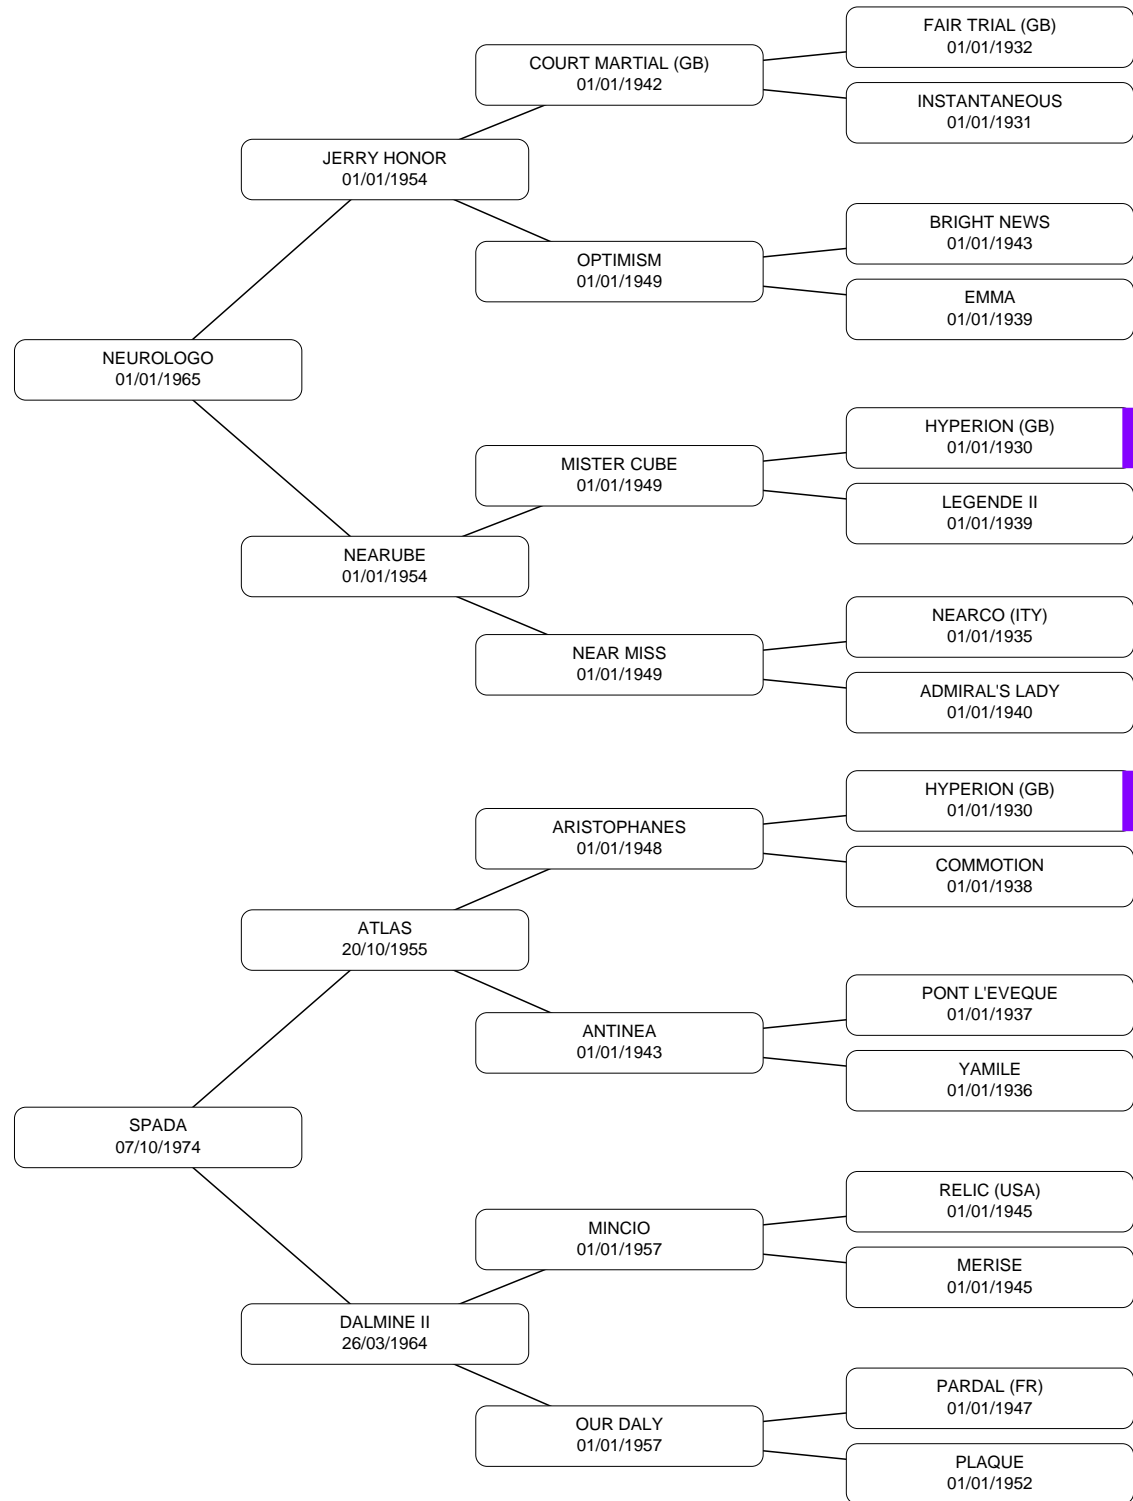 FAIR TRIAL (GB)
01/01/1932
COURT MARTIAL (GB)
01/01/1942
INSTANTANEOUS
01/01/1931
JERRY HONOR
01/01/1954
BRIGHT NEWS
01/01/1943
OPTIMISM
01/01/1949
EMMA
01/01/1939
NEUROLOGO
01/01/1965
HYPERION (GB)
01/01/1930
MISTER CUBE
01/01/1949
LEGENDE II
01/01/1939
NEARUBE
01/01/1954
NEARCO (ITY)
01/01/1935
NEAR MISS
01/01/1949
ADMIRAL'S LADY
01/01/1940
HYPERION (GB)
01/01/1930
ARISTOPHANES
01/01/1948
COMMOTION
01/01/1938
ATLAS
20/10/1955
PONT L'EVEQUE
01/01/1937
ANTINEA
01/01/1943
YAMILE
01/01/1936
SPADA
07/10/1974
RELIC (USA)
01/01/1945
MINCIO
01/01/1957
MERISE
01/01/1945
DALMINE II
26/03/1964
PARDAL (FR)
01/01/1947
OUR DALY
01/01/1957
PLAQUE
01/01/1952